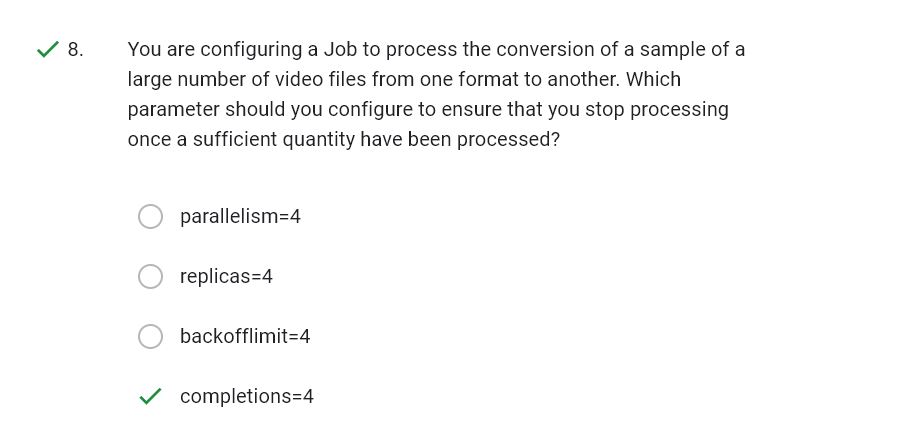 8. You are configuring a Job to process the conversion of a sample of a
large number of video files from one format to another. Which
parameter should you configure to ensure that you stop processing
once a sufficient quantity have been processed?
parallelism=4
replicas=4
backofflimit=4
completions=4